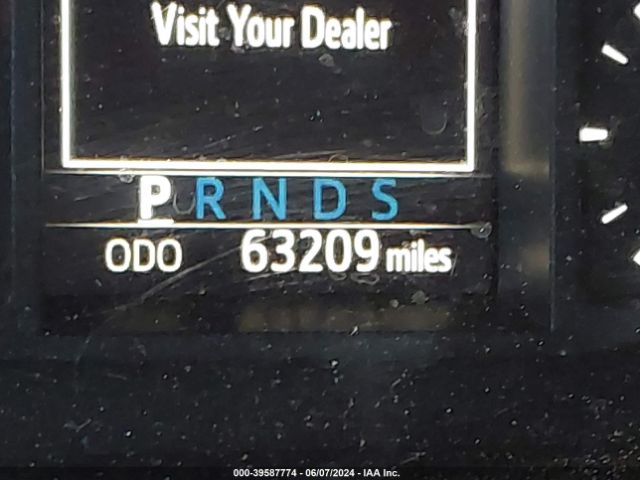 Visit Your Dealer
P R N D S
ODO 63209 miles
000-39587774 - 06/07/2024 - IAA Inc.